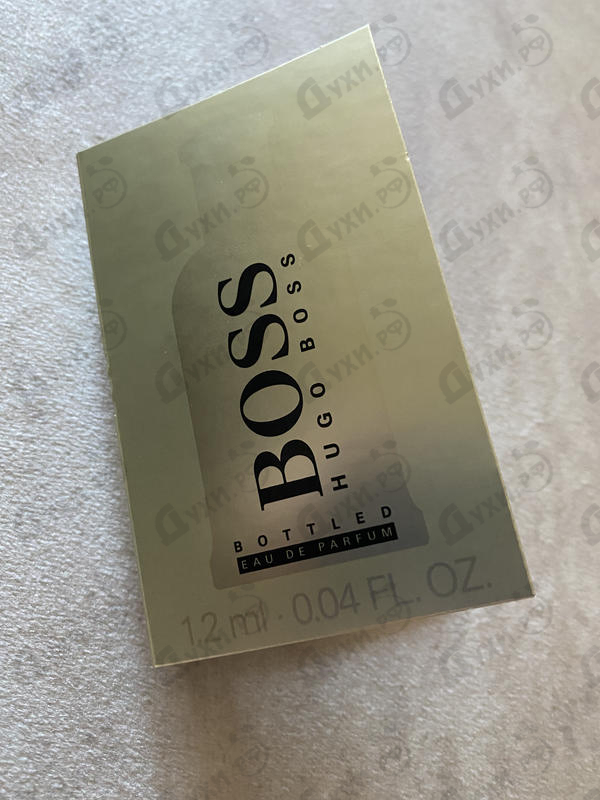 BOSS
HUGO BOSS
BOTTLED
EAU DE PARFUM
1.2 ml · 0.04 FL. OZ.
Духи.РФ